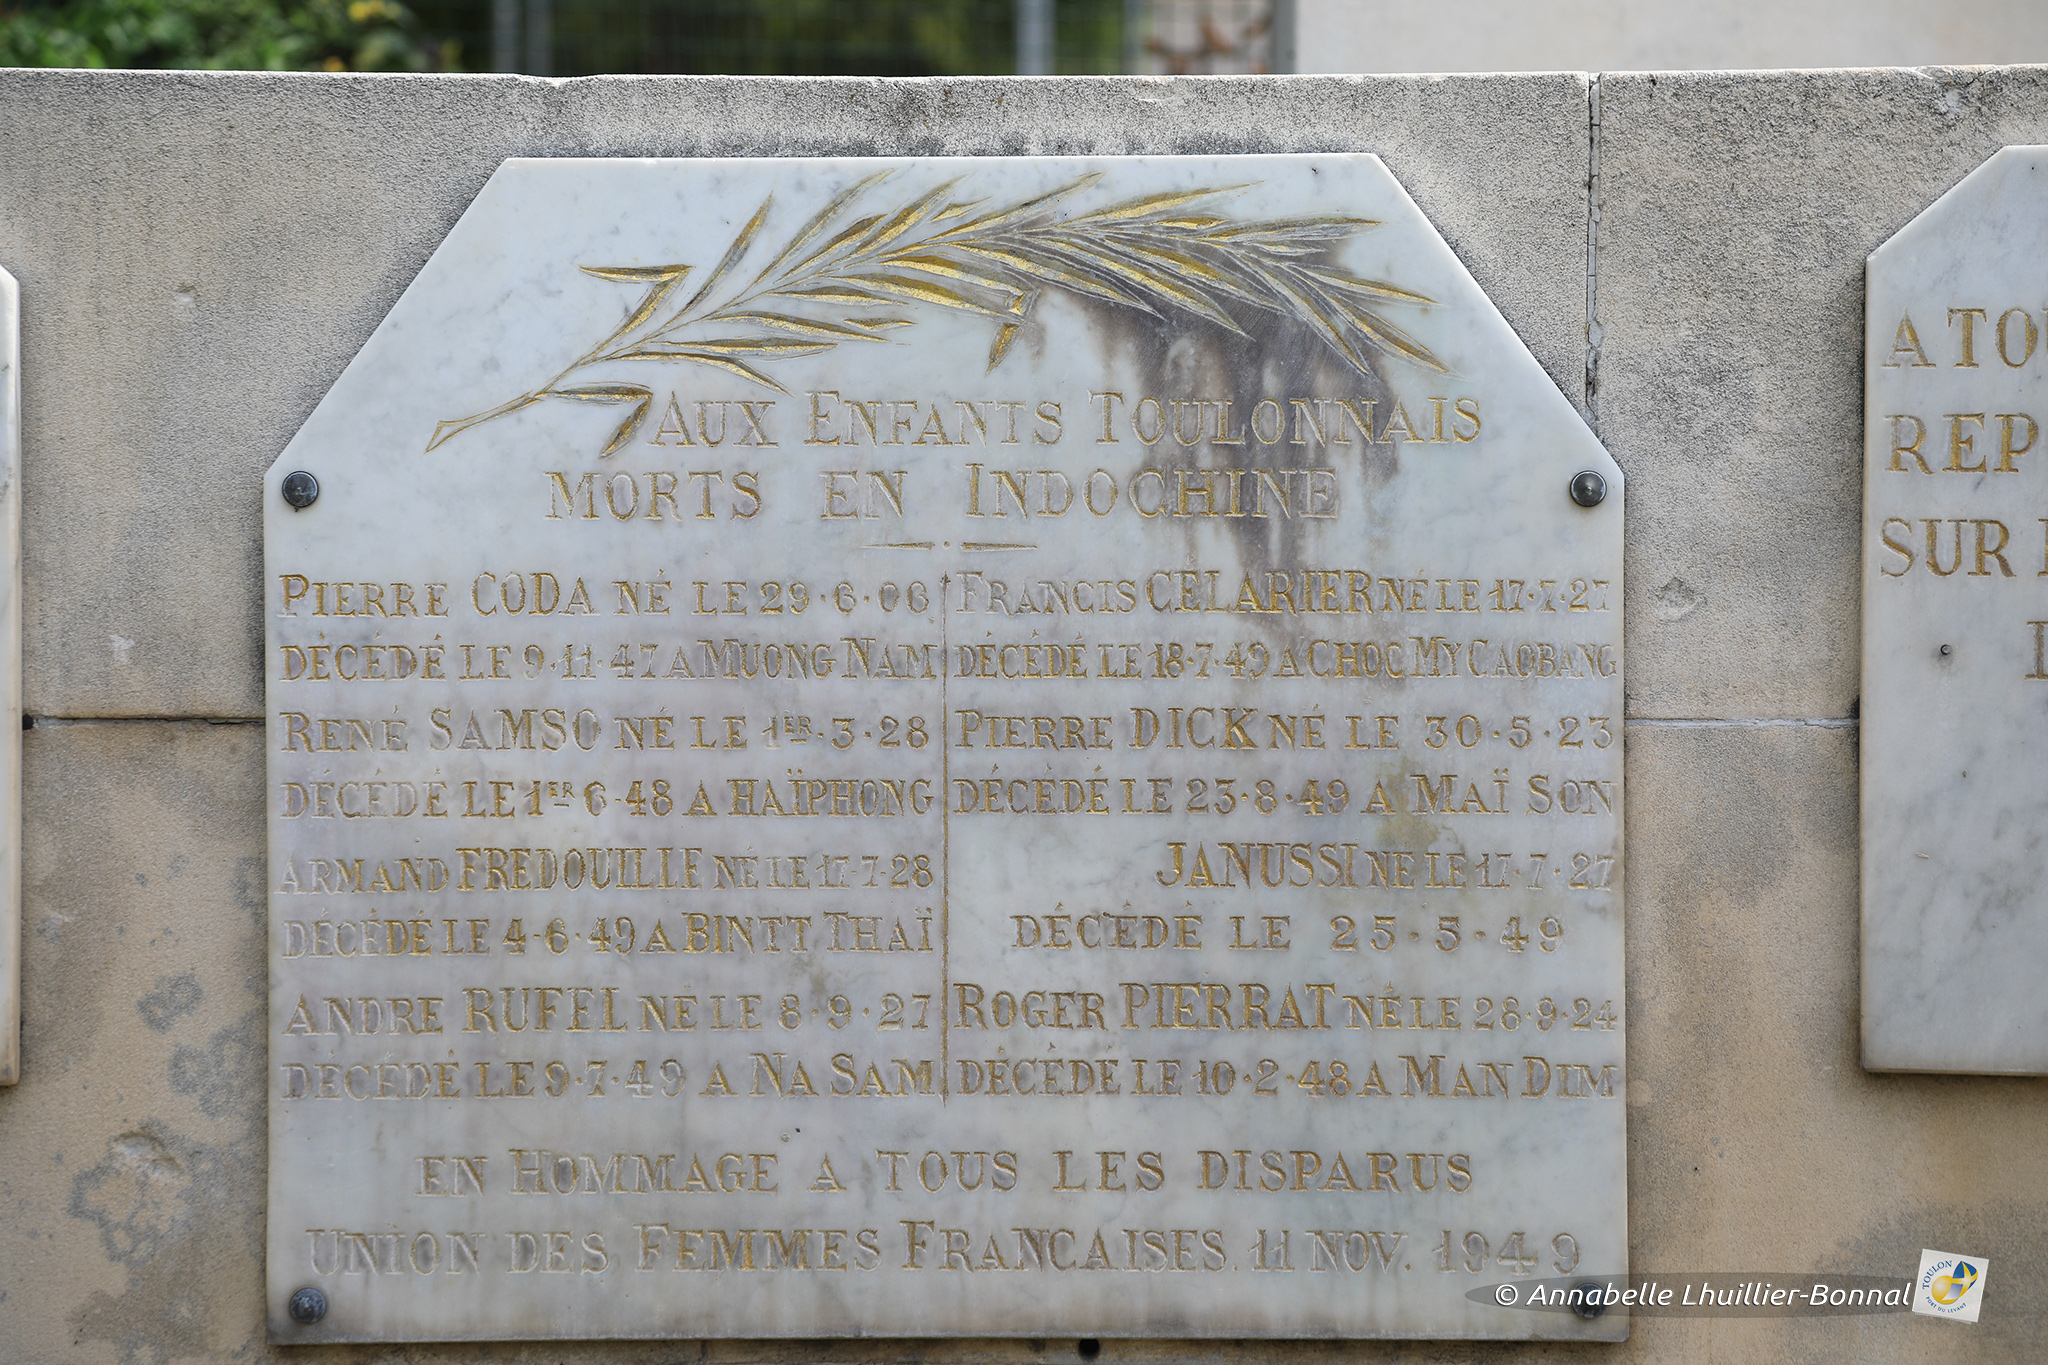 AUX ENFANTS TOULONNAIS
MORTS EN INDOCHINE
PIERRE CODA NÉ LE 29·6·06
DÉCÉDÉ LE 9·11·47 A MUONG NAM
RENÉ SAMSO NÉ LE 1ER·3·28
DÉCÉDÉ LE 1ER 6·48 A HAÏPHONG
ARMAND FREDOUILLE NÉ LE 17·7·28
DÉCÉDÉ LE 4·6·49 A BINTT THAÏ
ANDRE RUFEL NÉ LE 8·9·27
DÉCÉDÉ LE 9·7·49 A NA SAM
FRANCIS CELARIER NÉ LE 17·7·27
DÉCÉDÉ LE 18·7·49 A CHOC MY CAOBANG
PIERRE DICK NÉ LE 30·5·23
DÉCÉDÉ LE 23·8·49 A MAÏ SON
JANUSSI NE LE 17·7·27
DÉCÉDÉ LE 25·5·49
ROGER PIERRAT NÉ LE 28·9·24
DÉCÉDÉ LE 10·2·48 A MAN DIM
EN HOMMAGE A TOUS LES DISPARUS
UNION DES FEMMES FRANCAISES. 11 NOV. 1949
A TOU
REP
SUR
© Annabelle Lhuillier-Bonnal
TOULON
PORT DU LEVANT